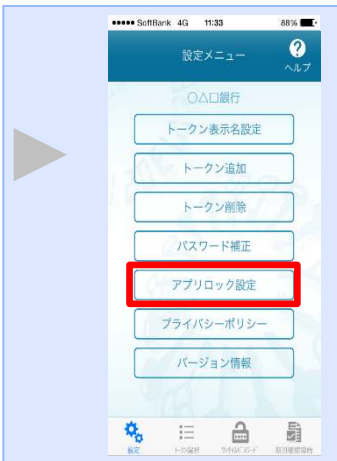 SoftBank 4G 11:33 88%
設定メニュー
?
ヘルプ
〇△□銀行
トークン表示名設定
トークン追加
トークン削除
パスワード補正
アプリロック設定
プライバシーポリシー
バージョン情報
設定